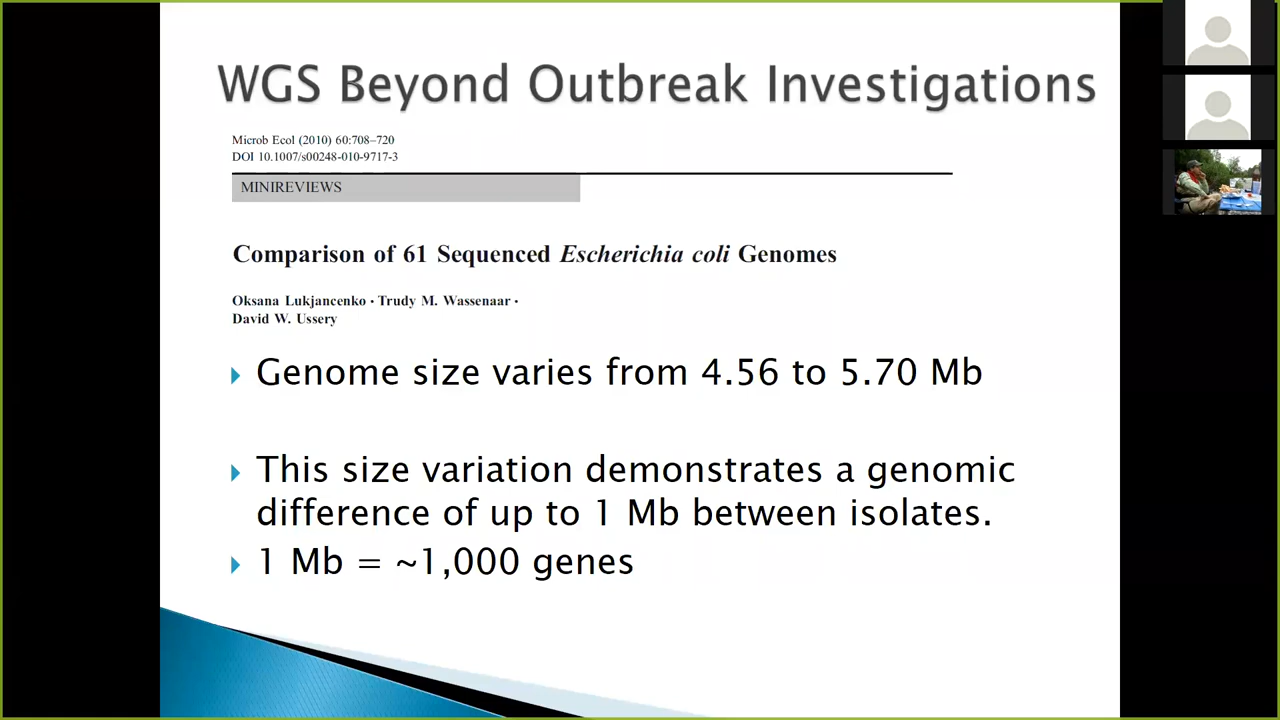 WGS Beyond Outbreak Investigations
Microb Ecol (2010) 60:708–720
DOI 10.1007/s00248-010-9717-3
MINIREVIEWS
Comparison of 61 Sequenced Escherichia coli Genomes
Oksana Lukjancenko · Trudy M. Wassenaar ·
David W. Ussery
Genome size varies from 4.56 to 5.70 Mb
This size variation demonstrates a genomic
difference of up to 1 Mb between isolates.
1 Mb = ~1,000 genes